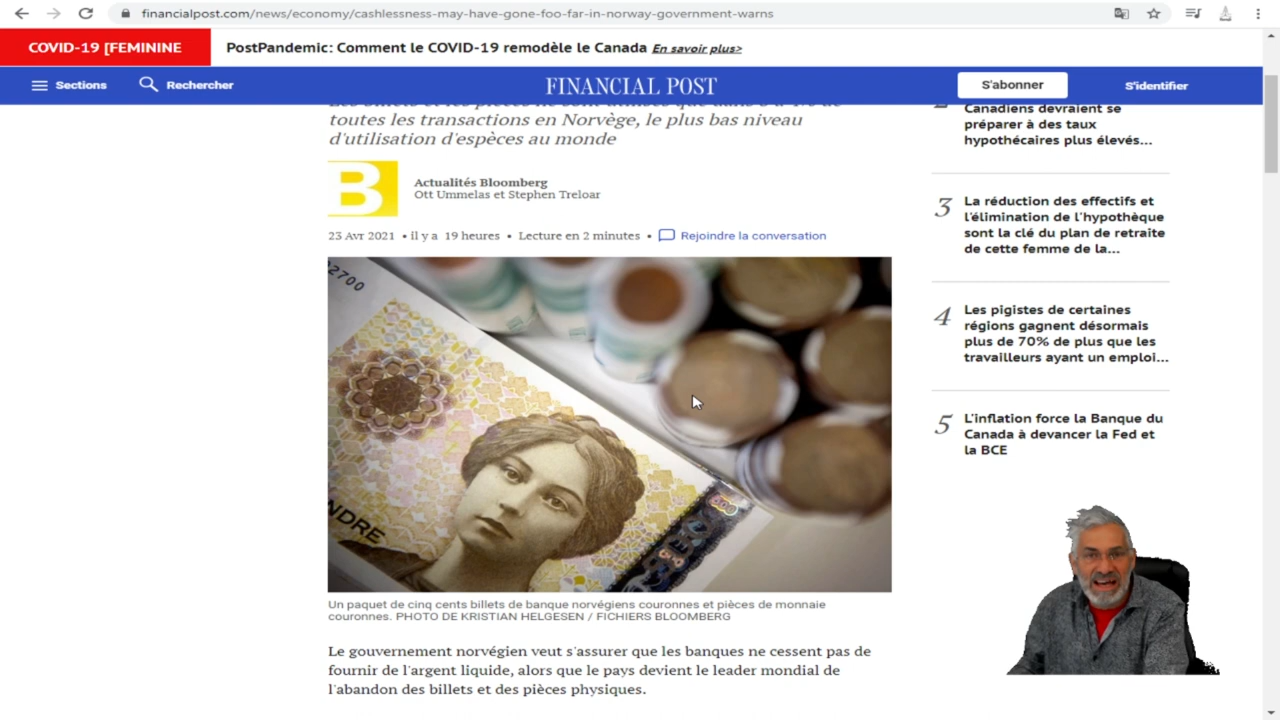 financialpost.com/news/economy/cashlessness-may-have-gone-foo-far-in-norway-government-warns
COVID-19 [FEMININE
PostPandemic: Comment le COVID-19 remodèle le Canada En savoir plus>
Sections
Rechercher
FINANCIAL POST
S'abonner
S'identifier
toutes les transactions en Norvège, le plus bas niveau
d'utilisation d'espèces au monde
B
Actualités Bloomberg
Ott Ummelas et Stephen Treloar
23 Avr 2021 • il y a 19 heures • Lecture en 2 minutes •
Rejoindre la conversation
2700
NDRE
500
Un paquet de cinq cents billets de banque norvégiens couronnes et pièces de monnaie
couronnes. PHOTO DE KRISTIAN HELGESEN / FICHIERS BLOOMBERG
Le gouvernement norvégien veut s'assurer que les banques ne cessent pas de
fournir de l'argent liquide, alors que le pays devient le leader mondial de
l'abandon des billets et des pièces physiques.
Canadiens devraient se
préparer à des taux
hypothécaires plus élevés...
3
La réduction des effectifs et
l'élimination de l'hypothèque
sont la clé du plan de retraite
de cette femme de la...
4
Les pigistes de certaines
régions gagnent désormais
plus de 70% de plus que les
travailleurs ayant un emploi...
5
L'inflation force la Banque du
Canada à devancer la Fed et
la BCE